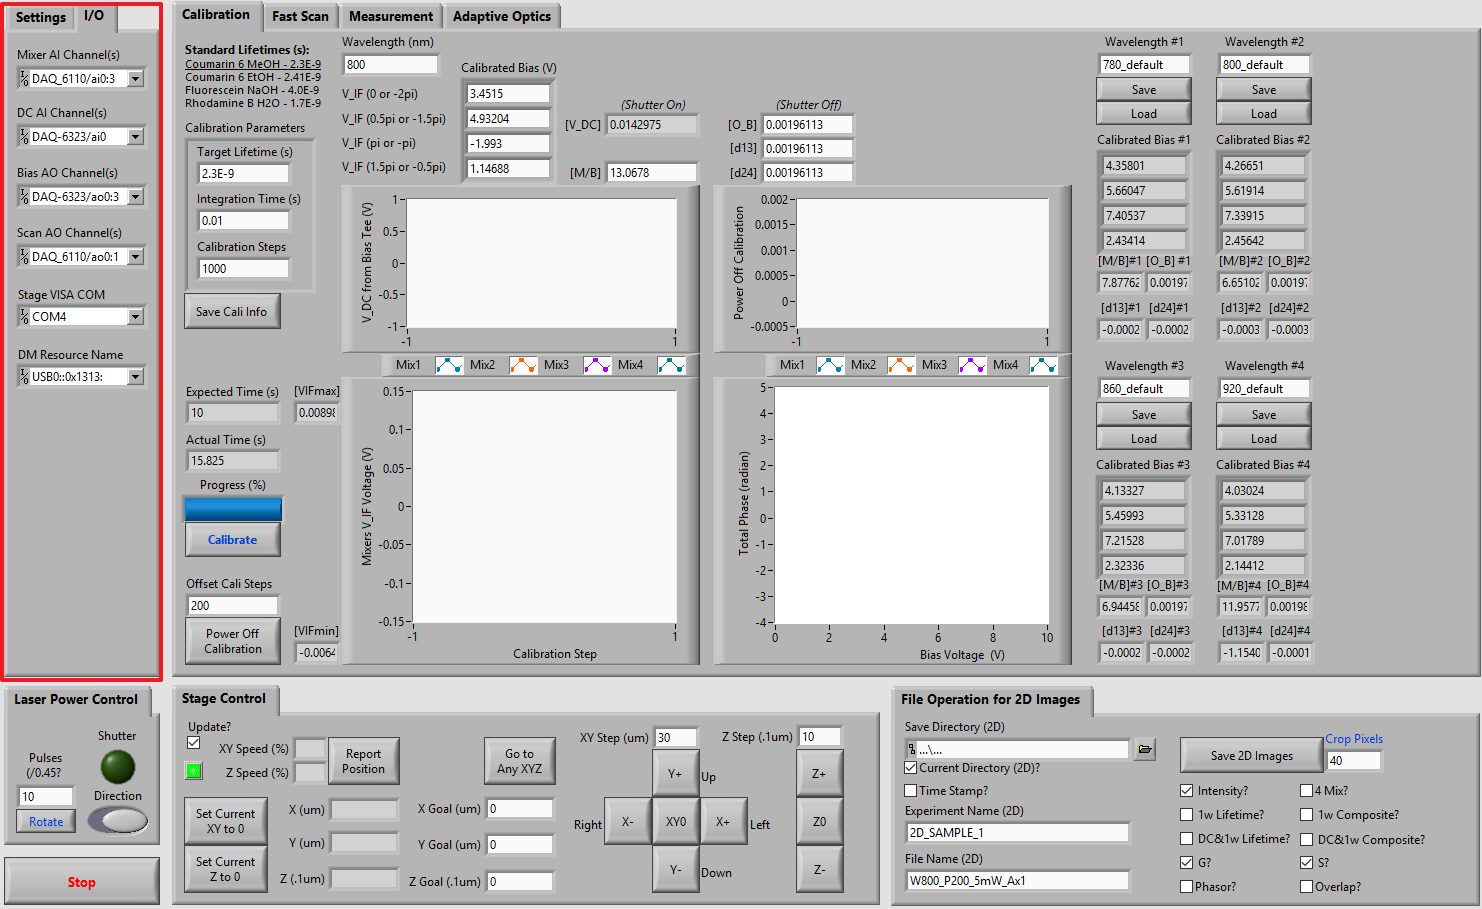 Settings I/O
Mixer AI Channel(s)
DAQ_6110/ai0:3
DC AI Channel(s)
DAQ-6323/ai0
Bias AO Channel(s)
DAQ-6323/ao0:3
Scan AO Channel(s)
DAQ_6110/ao0:1
Stage VISA COM
COM4
DM Resource Name
USB0::0x1313:
Calibration Fast Scan Measurement Adaptive Optics
Standard Lifetimes (s):
Coumarin 6 MeOH - 2.3E-9
Coumarin 6 EtOH - 2.41E-9
Fluorescein NaOH - 4.0E-9
Rhodamine B H2O - 1.7E-9
Calibration Parameters
Target Lifetime (s)
2.3E-9
Integration Time (s)
0.01
Calibration Steps
1000
Save Cali Info
Expected Time (s) [VIFmax]
10 0.00898
Actual Time (s)
15.825
Progress (%)
Calibrate
Offset Cali Steps
200
Power Off
Calibration
[VIFmin]
-0.0064
Wavelength (nm)
800
Calibrated Bias (V)
V_IF (0 or -2pi) 3.4515
V_IF (0.5pi or -1.5pi) 4.93204
V_IF (pi or -pi) -1.993
V_IF (1.5pi or -0.5pi) 1.14688
(Shutter On)
[V_DC] 0.0142975
[M/B] 13.0678
(Shutter Off)
[O_B] 0.00196113
[d13] 0.00196113
[d24] 0.00196113
V_DC from Bias Tee (V)
1
0.5
0
-0.5
-1
-1 1
Power Off Calibration
0.002
0.0015
0.001
0.0005
0
-0.0005
-1 1
Mix1 Mix2 Mix3 Mix4
Mixers V_IF Voltage (V)
0.15
0.1
0.05
0
-0.05
-0.1
-0.15
-1 1
Calibration Step
Mix1 Mix2 Mix3 Mix4
Total Phase (radian)
5
4
3
2
1
0
-1
-2
-3
-4
0 2 4 6 8 10
Bias Voltage (V)
Wavelength #1 Wavelength #2
780_default 800_default
Save Save
Load Load
Calibrated Bias #1 Calibrated Bias #2
4.35801 4.26651
5.66047 5.61914
7.40537 7.33915
2.43414 2.45642
[M/B]#1 [O_B] #1 [M/B]#2 [O_B]#2
7.87762 0.00197 6.65102 0.00197
[d13]#1 [d24]#1 [d13]#2 [d24]#2
-0.0002 -0.0002 -0.0003 -0.0003
Wavelength #3 Wavelength #4
860_default 920_default
Save Save
Load Load
Calibrated Bias #3 Calibrated Bias #4
4.13327 4.03024
5.45993 5.33128
7.21528 7.01789
2.32336 2.14412
[M/B]#3 [O_B]#3 [M/B]#4 [O_B]#4
6.94458 0.00197 11.9577 0.00198
[d13]#3 [d24]#3 [d13]#4 [d24]#4
-0.0002 -0.0002 -1.1540 -0.0001
Laser Power Control
Shutter
Pulses
(/0.45?
10
Direction
Rotate
Stop
Stage Control
Update?
XY Speed (%)
Z Speed (%)
Report
Position
Go to
Any XYZ
Set Current
XY to 0
Set Current
Z to 0
X (um)
Y (um)
Z (.1um)
X Goal (um) 0
Y Goal (um) 0
Z Goal (.1um) 0
XY Step (um) 30
Z Step (.1um) 10
Y+ Up
Right X- XY0 X+ Left
Y- Down
Z+
Z0
Z-
File Operation for 2D Images
Save Directory (2D)
...\...
Current Directory (2D)?
Time Stamp?
Experiment Name (2D)
2D_SAMPLE_1
File Name (2D)
W800_P200_5mW_Ax1
Save 2D Images
Crop Pixels
40
Intensity? 4 Mix?
1w Lifetime? 1w Composite?
DC&1w Lifetime? DC&1w Composite?
G? S?
Phasor? Overlap?